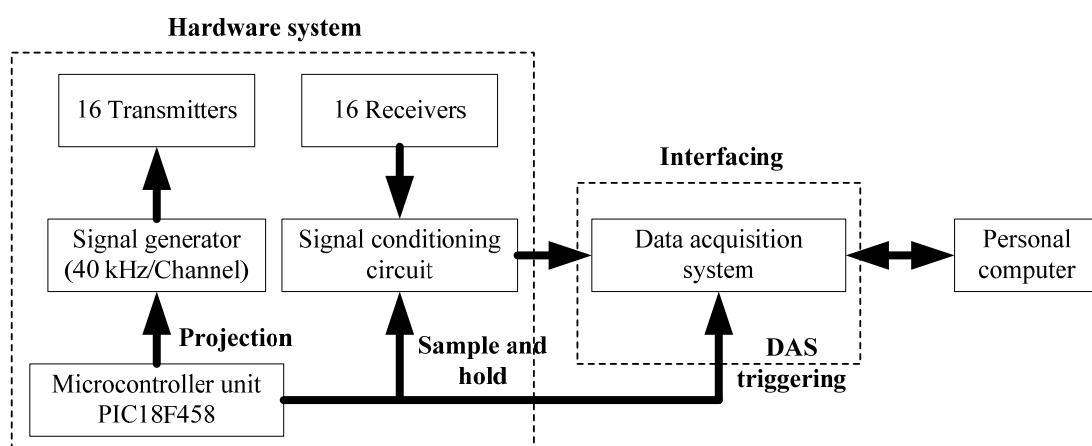 Hardware system
16 Transmitters
16 Receivers
Interfacing
Signal generator
(40 kHz/Channel)
Signal conditioning
circuit
Data acquisition
system
Personal
computer
Projection
Sample and
hold
DAS
triggering
Microcontroller unit
PIC18F458